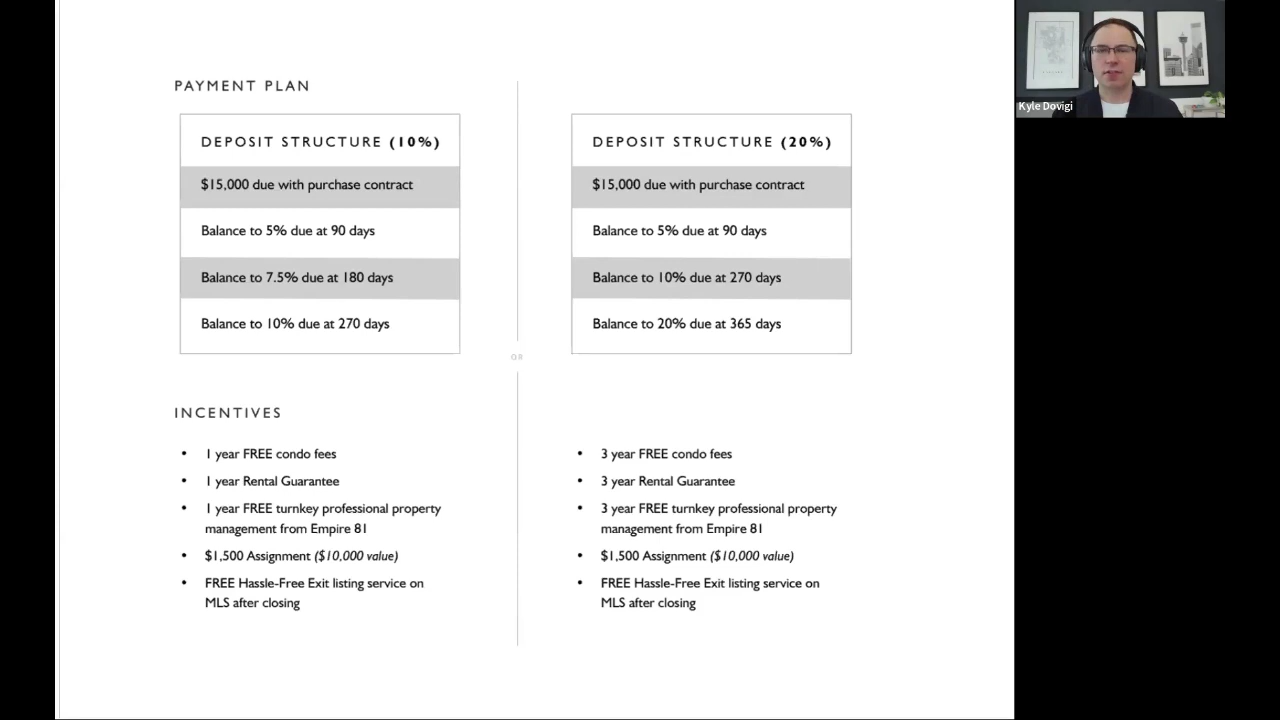 PAYMENT PLAN
DEPOSIT STRUCTURE (10%)
$15,000 due with purchase contract
Balance to 5% due at 90 days
Balance to 7.5% due at 180 days
Balance to 10% due at 270 days
DEPOSIT STRUCTURE (20%)
$15,000 due with purchase contract
Balance to 5% due at 90 days
Balance to 10% due at 270 days
Balance to 20% due at 365 days
OR
INCENTIVES
• 1 year FREE condo fees
• 1 year Rental Guarantee
• 1 year FREE turnkey professional property
management from Empire 81
• $1,500 Assignment ($10,000 value)
• FREE Hassle-Free Exit listing service on
MLS after closing
• 3 year FREE condo fees
• 3 year Rental Guarantee
• 3 year FREE turnkey professional property
management from Empire 81
• $1,500 Assignment ($10,000 value)
• FREE Hassle-Free Exit listing service on
MLS after closing
Kyle Dovigi